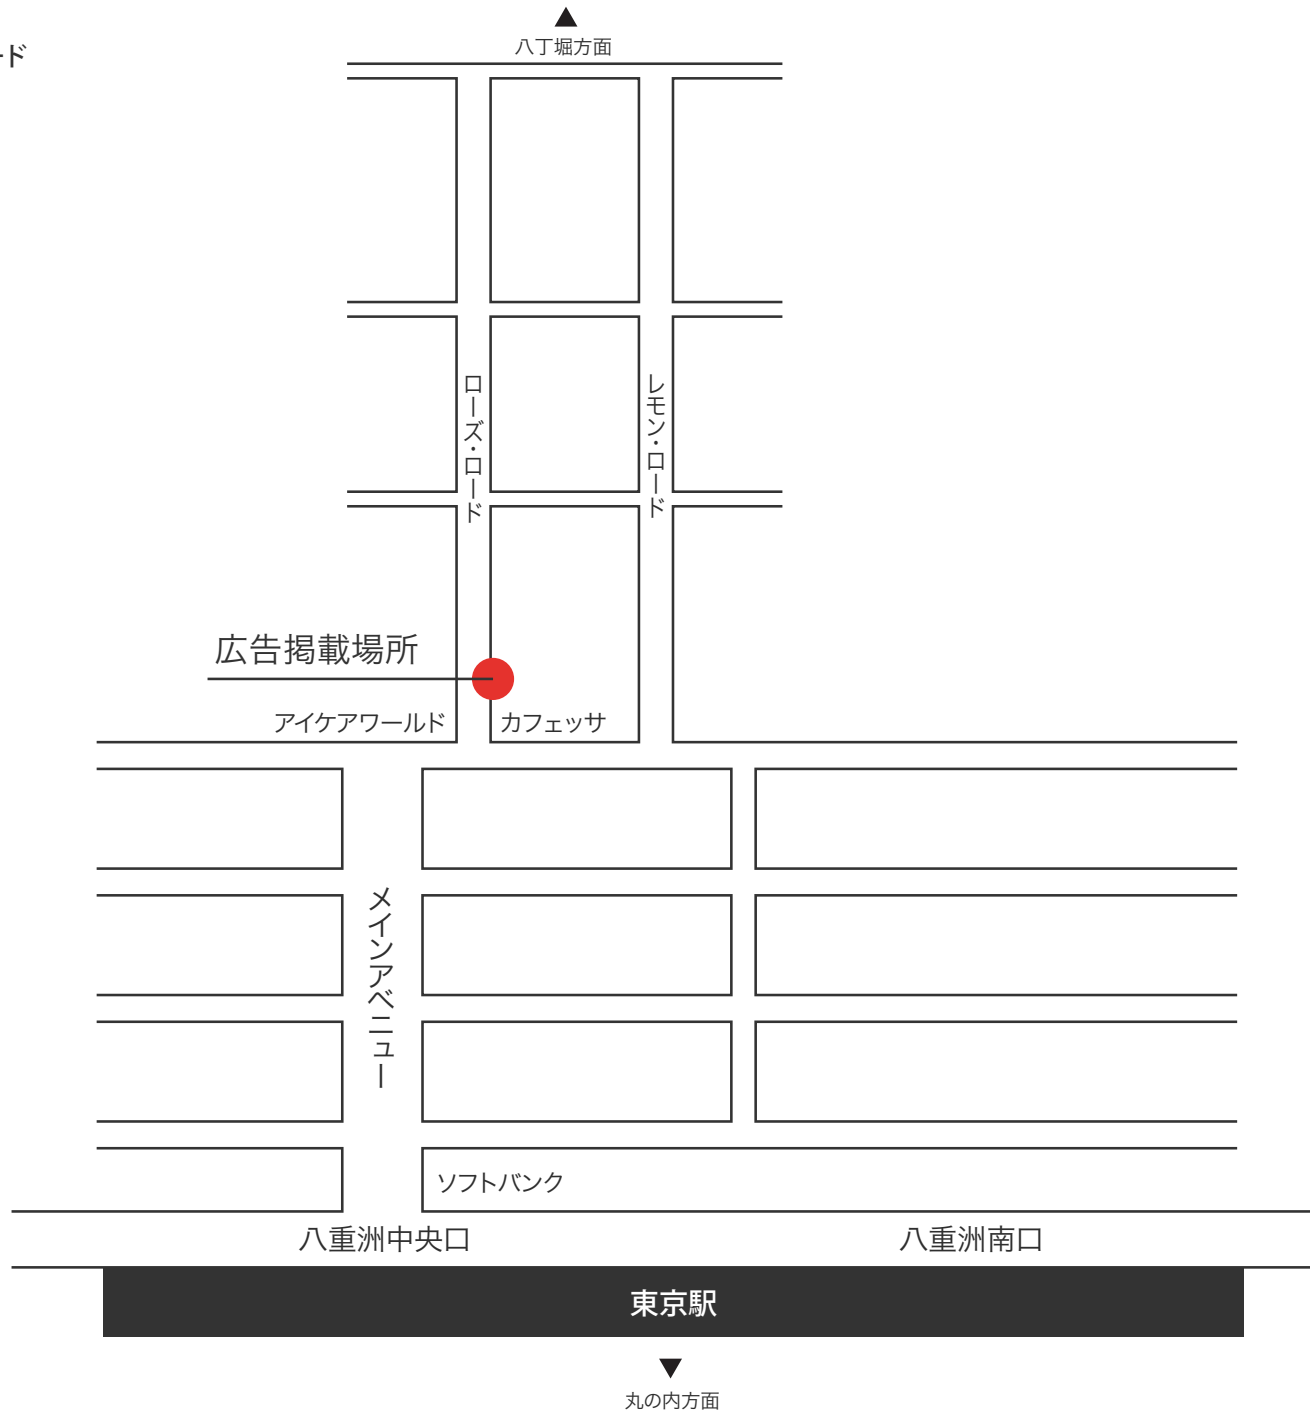 八丁堀方面
ード
ローズ・ロード
レモン・ロード
広告掲載場所
アイケアワールド
カフェッサ
メインアベニュー
ソフトバンク
八重洲中央口
八重洲南口
東京駅
丸の内方面